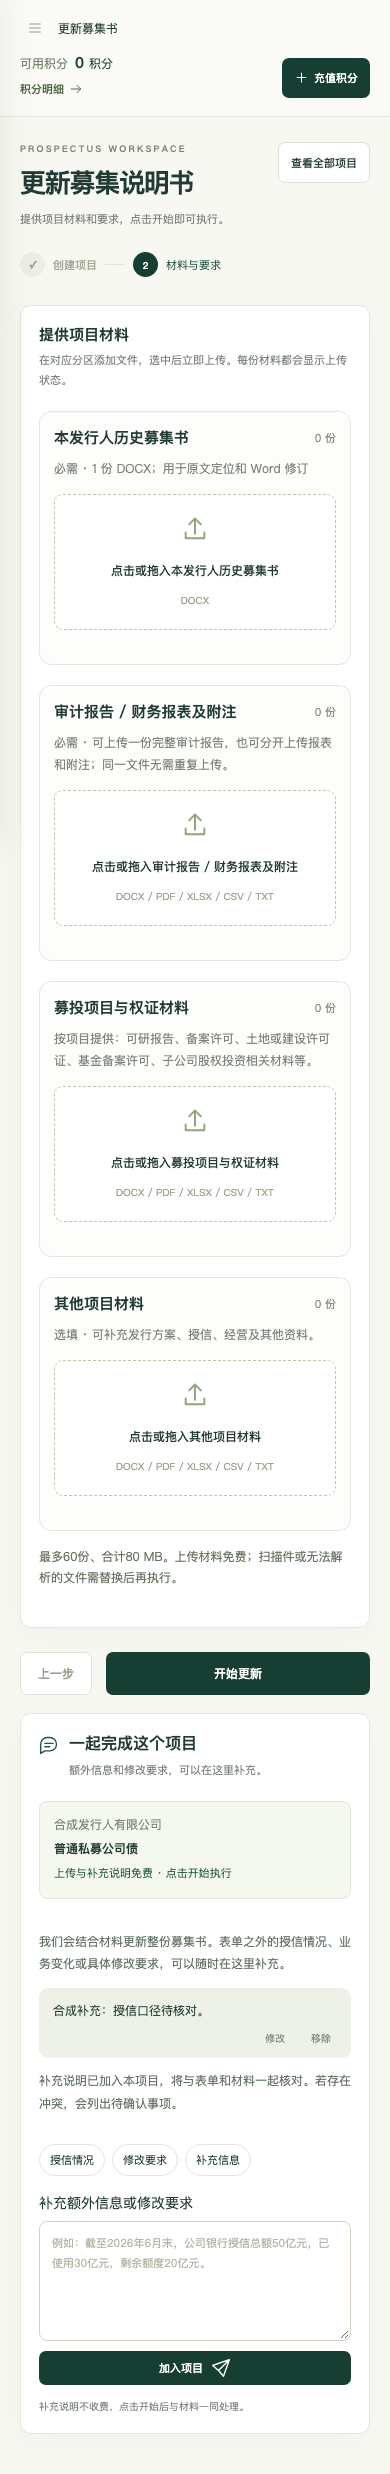 更新募集书
可用积分 0 积分
积分明细 →
+ 充值积分
PROSPECTUS WORKSPACE
更新募集说明书
查看全部项目
提供项目材料和要求，点击开始即可执行。
✓ 创建项目
2 材料与要求
提供项目材料
在对应分区添加文件，选中后立即上传。每份材料都会显示上传
状态。
本发行人历史募集书
0 份
必需 · 1 份 DOCX；用于原文定位和 Word 修订
点击或拖入本发行人历史募集书
DOCX
审计报告 / 财务报表及附注
0 份
必需 · 可上传一份完整审计报告，也可分开上传报表
和附注；同一文件无需重复上传。
点击或拖入审计报告 / 财务报表及附注
DOCX / PDF / XLSX / CSV / TXT
募投项目与权证材料
0 份
按项目提供：可研报告、备案许可、土地或建设许可
证、基金备案许可、子公司股权投资相关材料等。
点击或拖入募投项目与权证材料
DOCX / PDF / XLSX / CSV / TXT
其他项目材料
0 份
选填 · 可补充发行方案、授信、经营及其他资料。
点击或拖入其他项目材料
DOCX / PDF / XLSX / CSV / TXT
最多60份、合计80 MB。上传材料免费；扫描件或无法解
析的文件需替换后再执行。
上一步
开始更新
一起完成这个项目
额外信息和修改要求，可以在这里补充。
合成发行人有限公司
普通私募公司债
上传与补充说明免费 · 点击开始执行
我们会结合材料更新整份募集书。表单之外的授信情况、业
务变化或具体修改要求，可以随时在这里补充。
合成补充：授信口径待核对。
修改
移除
补充说明已加入本项目，将与表单和材料一起核对。若存在
冲突，会列出待确认事项。
授信情况
修改要求
补充信息
补充额外信息或修改要求
例如：截至2026年6月末，公司银行授信总额50亿元，已
使用30亿元，剩余额度20亿元。
加入项目
补充说明不收费，点击开始后与材料一同处理。